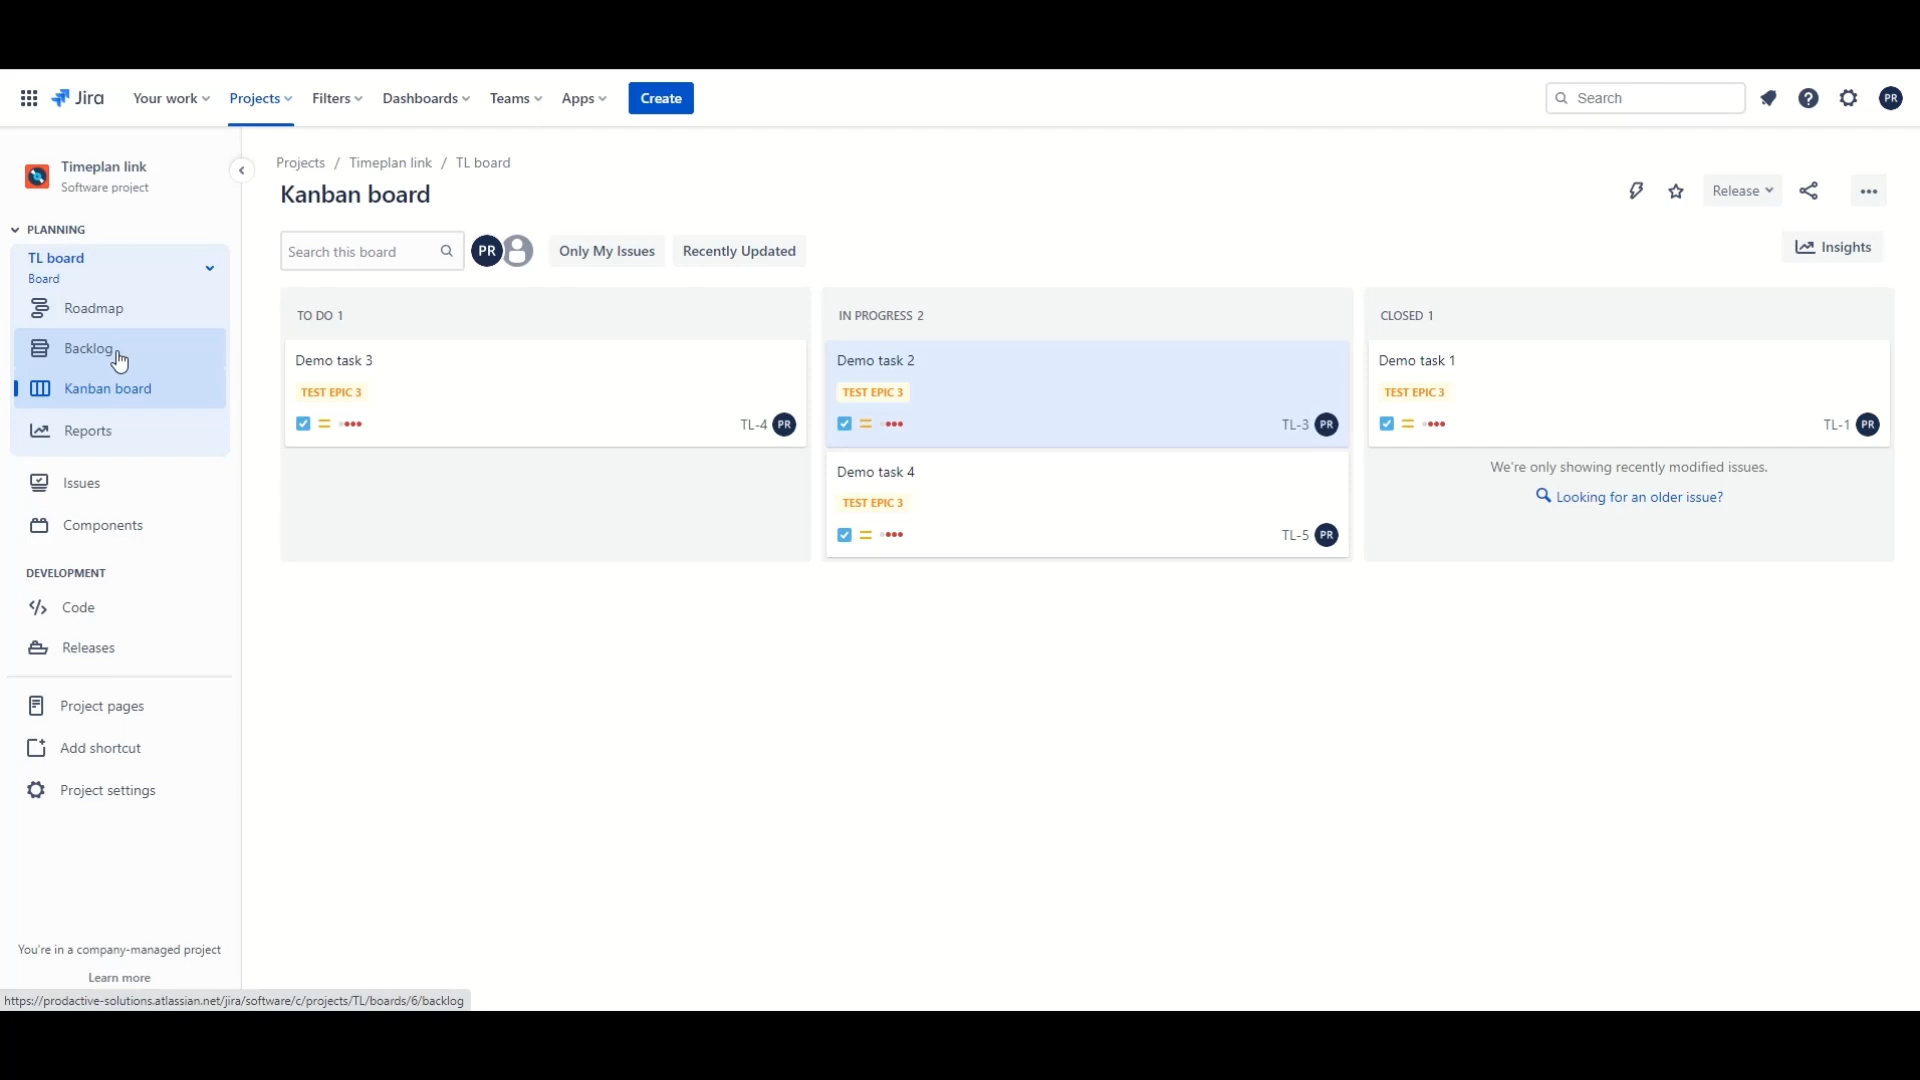 Jira
Your work
Projects
Filters
Dashboards
Teams
Apps
Create
Search
PR
Timeplan link
Software project
PLANNING
TL board
Board
Roadmap
Backlog
Kanban board
Reports
Issues
Components
DEVELOPMENT
Code
Releases
Project pages
Add shortcut
Project settings
You're in a company-managed project
Learn more
https://prodactive-solutions.atlassian.net/jira/software/c/projects/TL/boards/6/backlog
Projects / Timeplan link / TL board
Kanban board
Release
Search this board
PR
Only My Issues
Recently Updated
Insights
TO DO 1
Demo task 3
TEST EPIC 3
TL-4 PR
IN PROGRESS 2
Demo task 2
TEST EPIC 3
TL-3 PR
Demo task 4
TEST EPIC 3
TL-5 PR
CLOSED 1
Demo task 1
TEST EPIC 3
TL-1 PR
We're only showing recently modified issues.
Looking for an older issue?